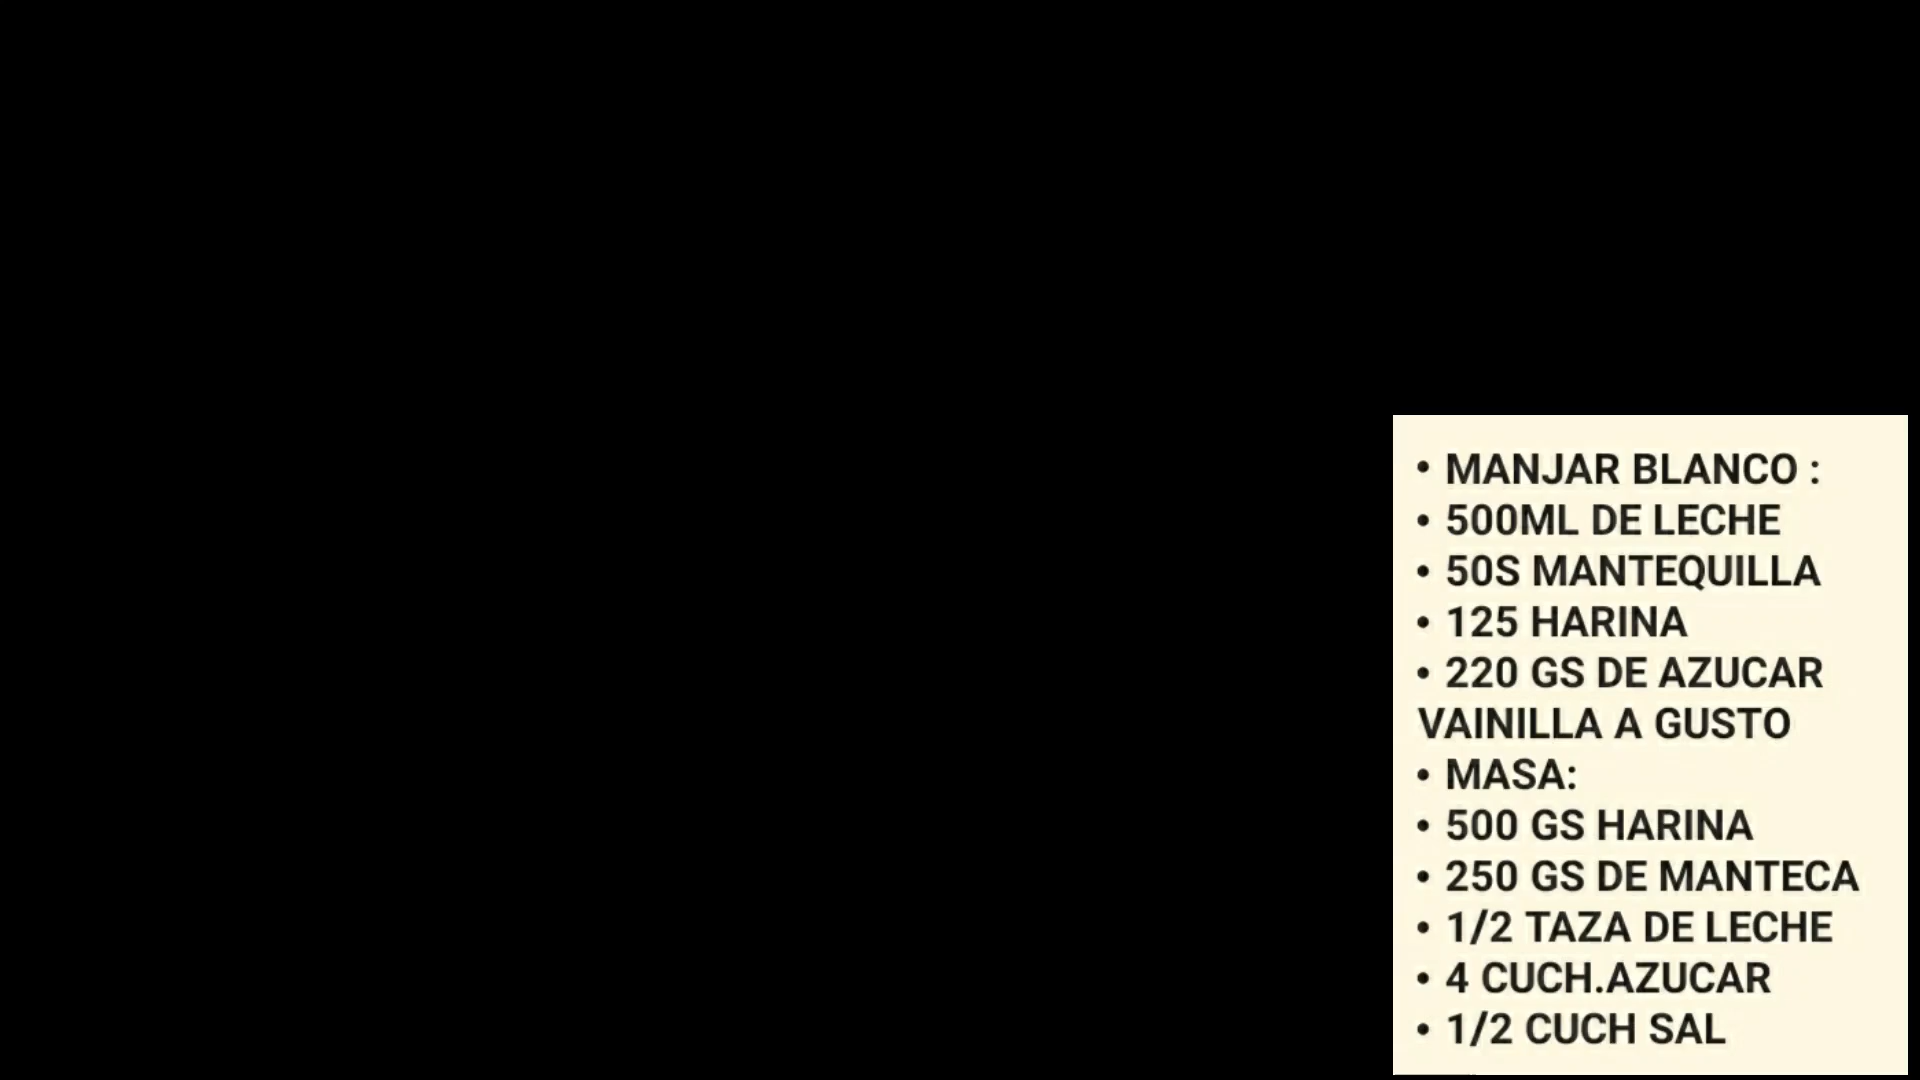 • MANJAR BLANCO :
• 500ML DE LECHE
• 50S MANTEQUILLA
• 125 HARINA
• 220 GS DE AZUCAR
VAINILLA A GUSTO
• MASA:
• 500 GS HARINA
• 250 GS DE MANTECA
• 1/2 TAZA DE LECHE
• 4 CUCH.AZUCAR
• 1/2 CUCH SAL